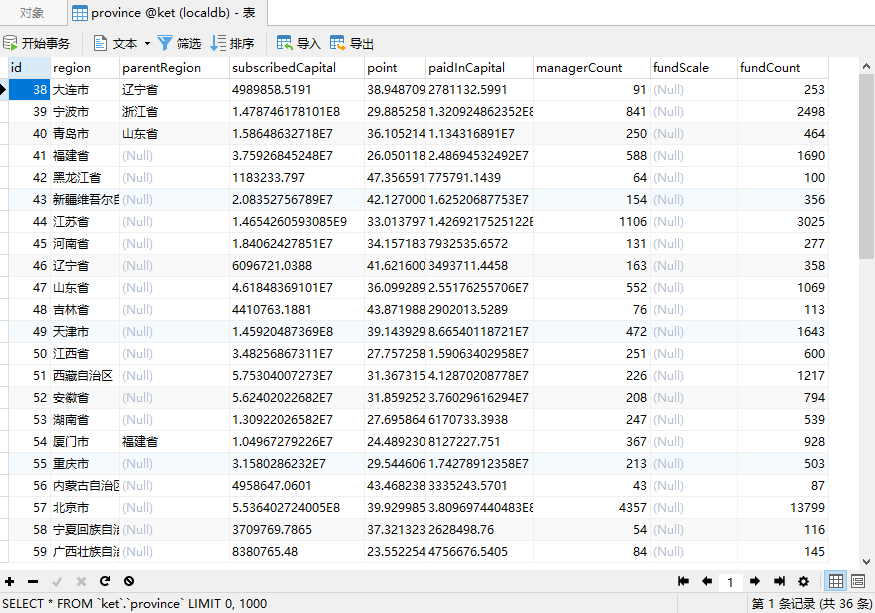 对象 province @ket (localdb) - 表
开始事务 文本 筛选 排序 导入 导出
id region parentRegion subscribedCapital point paidInCapital managerCount fundScale fundCount
38 大连市 辽宁省 4989858.5191 38.948709 2781132.5991 91 (Null) 253
39 宁波市 浙江省 1.478746178101E8 29.885258 1.320924862352E8 841 (Null) 2498
40 青岛市 山东省 1.58648632718E7 36.105214 1.134316891E7 250 (Null) 464
41 福建省 (Null) 3.75926845248E7 26.050118 2.48694532492E7 588 (Null) 1690
42 黑龙江省 (Null) 1183233.797 47.356591 775791.1439 64 (Null) 100
43 新疆维吾尔自 (Null) 2.08352756789E7 42.127000 1.62520687753E7 154 (Null) 356
44 江苏省 (Null) 1.4654260593085E9 33.013797 1.4269217525122E 1106 (Null) 3025
45 河南省 (Null) 1.84062427851E7 34.157183 7932535.6572 131 (Null) 277
46 辽宁省 (Null) 6096721.0388 41.621600 3493711.4458 163 (Null) 358
47 山东省 (Null) 4.61848369101E7 36.099289 2.55176255706E7 552 (Null) 1069
48 吉林省 (Null) 4410763.1881 43.871988 2902013.5289 76 (Null) 113
49 天津市 (Null) 1.45920487369E8 39.143929 8.66540118721E7 472 (Null) 1643
50 江西省 (Null) 3.48256867311E7 27.757258 1.59063402958E7 251 (Null) 600
51 西藏自治区 (Null) 5.75304007273E7 31.367315 4.12870208778E7 226 (Null) 1217
52 安徽省 (Null) 5.62402022682E7 31.859252 3.76029616294E7 208 (Null) 794
53 湖南省 (Null) 1.30922026582E7 27.695864 6170733.3938 247 (Null) 539
54 厦门市 福建省 1.04967279226E7 24.489230 8127227.751 367 (Null) 928
55 重庆市 (Null) 3.1580286232E7 29.544606 1.74278912358E7 213 (Null) 503
56 内蒙古自治区 (Null) 4958647.0601 43.468238 3335243.5701 43 (Null) 87
57 北京市 (Null) 5.536402724005E8 39.929985 3.809697440483E8 4357 (Null) 13799
58 宁夏回族自治 (Null) 3709769.7865 37.321323 2628498.76 54 (Null) 116
59 广西壮族自治 (Null) 8380765.48 23.552254 4756676.5405 84 (Null) 145
1
SELECT * FROM `ket`.`province` LIMIT 0, 1000 第 1 条记录 (共 36 条)